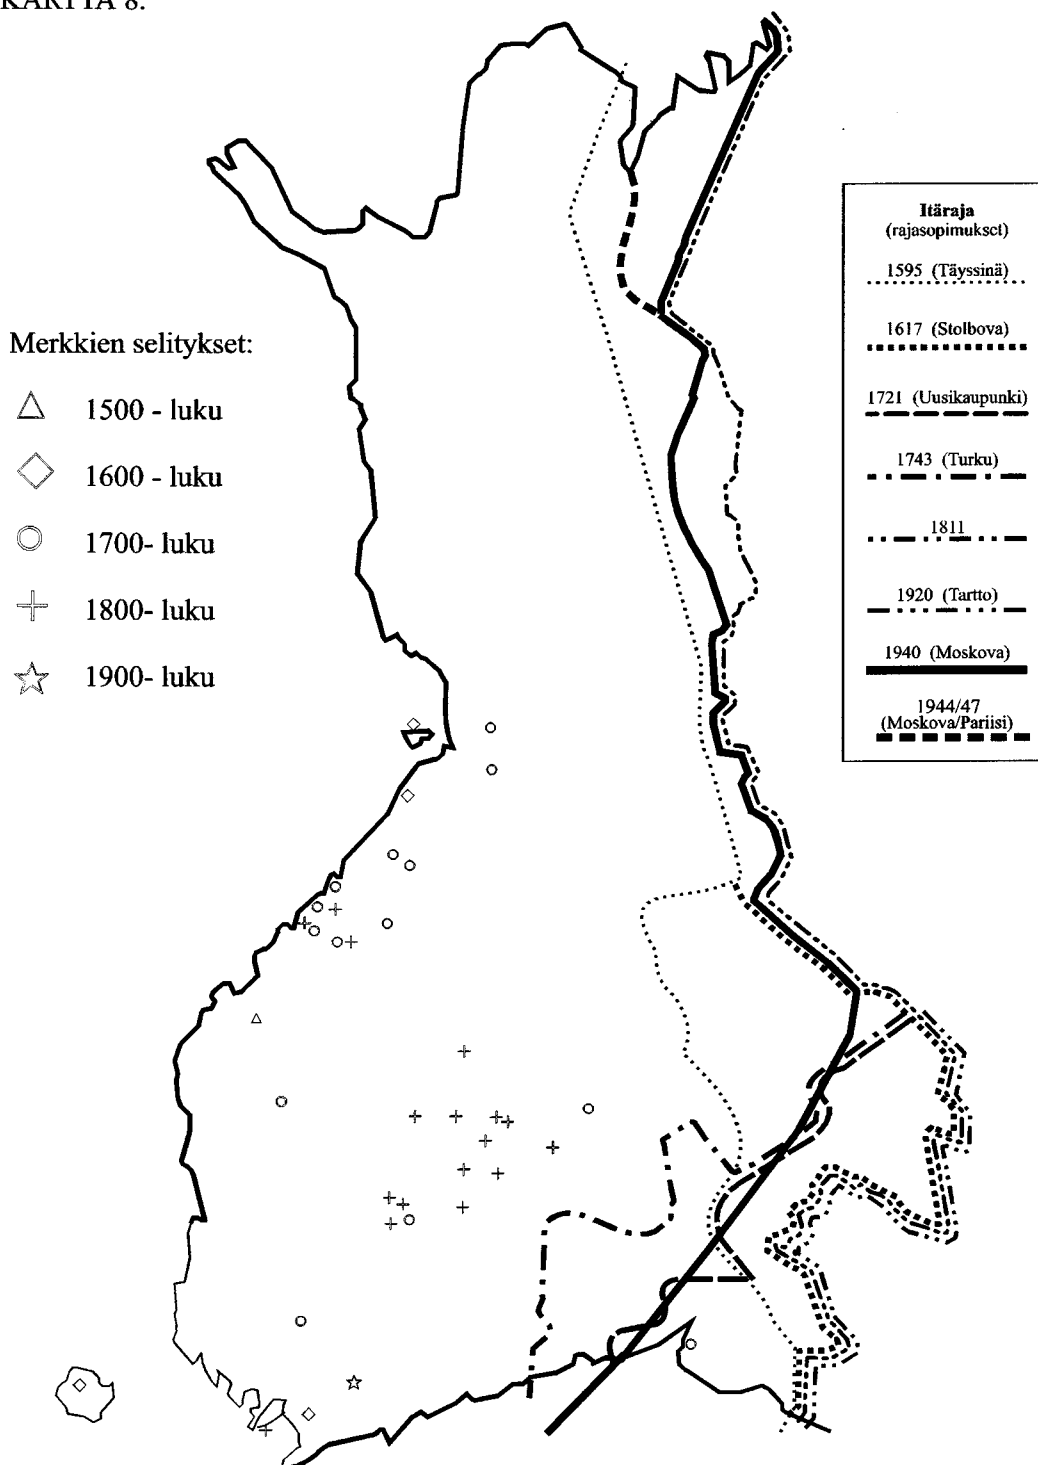 KARTTA 8.
Merkkien selitykset:
1500 - luku
1600 - luku
1700- luku
1800- luku
1900- luku
Itäraja
(rajasopimukset)
1595 (Täyssinä)
1617 (Stolbova)
1721 (Uusikaupunki)
1743 (Turku)
1811
1920 (Tartto)
1940 (Moskova)
1944/47
(Moskova/Pariisi)